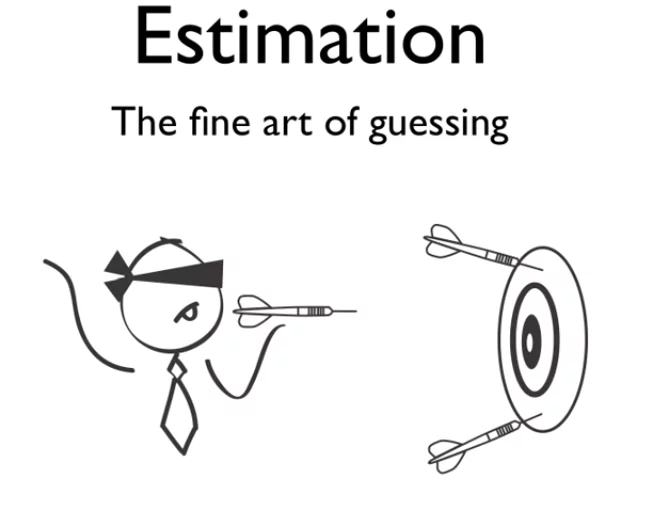 Estimation
The fine art of guessing